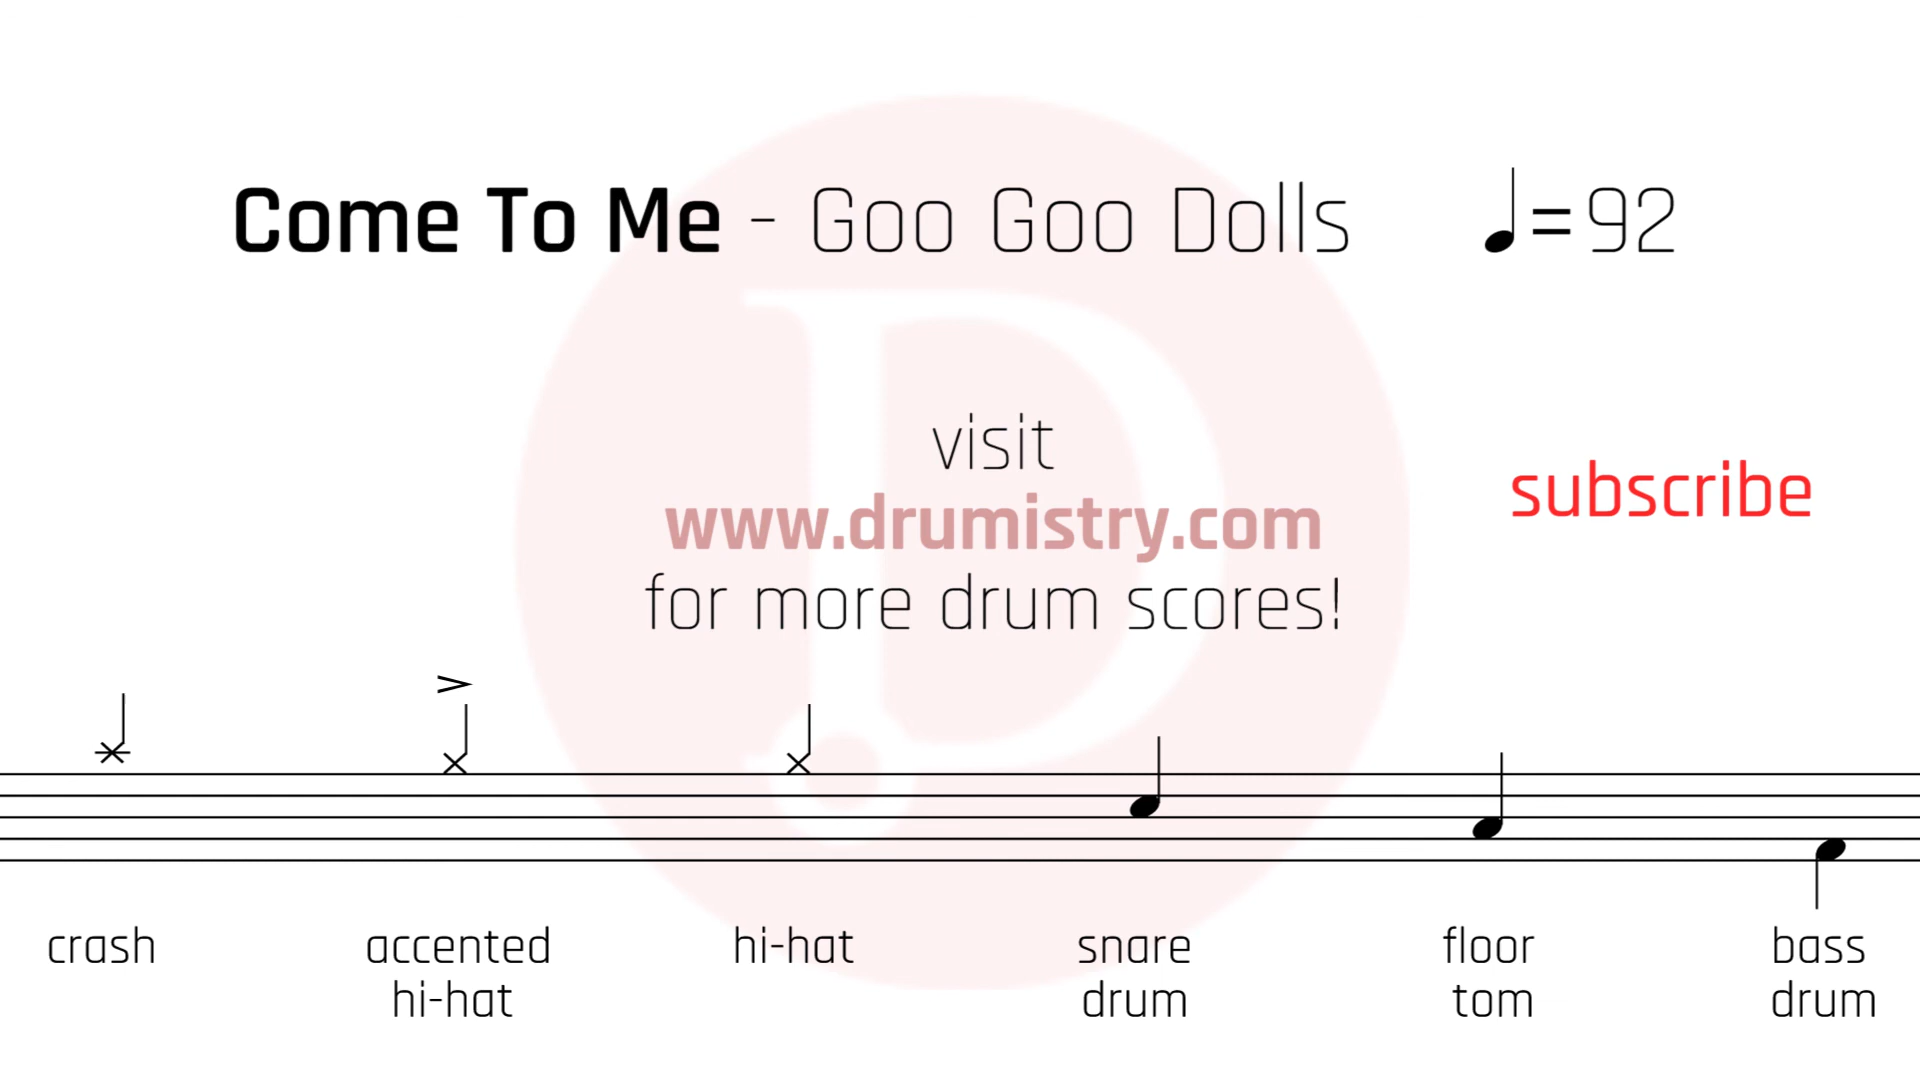 Come To Me - Goo Goo Dolls ♩=92
visit
www.drumistry.com
for more drum scores!
subscribe
crash accented hi-hat snare floor bass
hi-hat drum tom drum